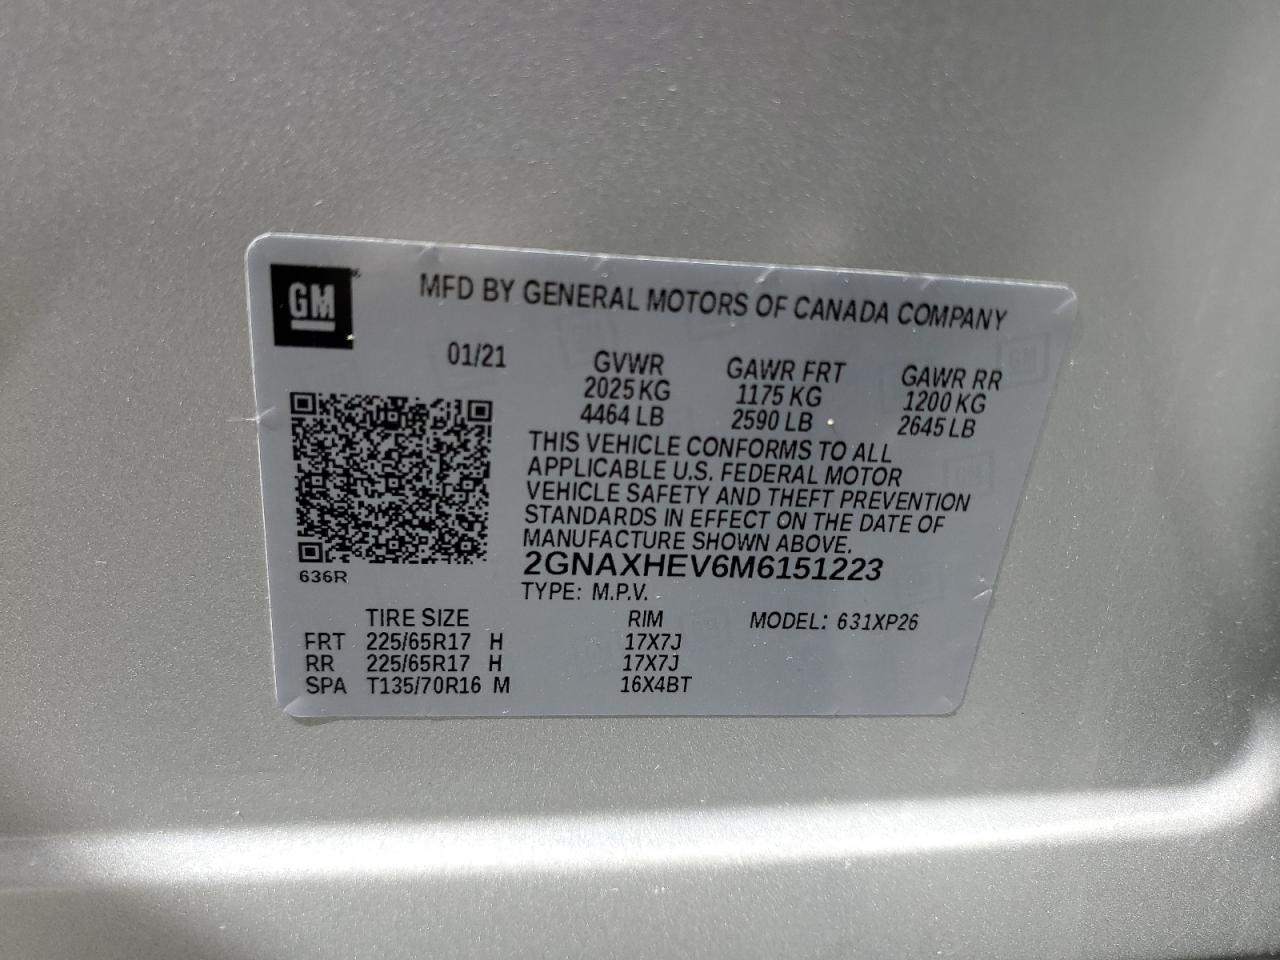 GM
MFD BY GENERAL MOTORS OF CANADA COMPANY
01/21 GVWR GAWR FRT GAWR RR
2025 KG 1175 KG 1200 KG
4464 LB 2590 LB 2645 LB
THIS VEHICLE CONFORMS TO ALL
APPLICABLE U.S. FEDERAL MOTOR
VEHICLE SAFETY AND THEFT PREVENTION
STANDARDS IN EFFECT ON THE DATE OF
MANUFACTURE SHOWN ABOVE.
636R
2GNAXHEV6M6151223
TYPE: M.P.V.
TIRE SIZE RIM MODEL: 631XP26
FRT 225/65R17 H 17X7J
RR 225/65R17 H 17X7J
SPA T135/70R16 M 16X4BT